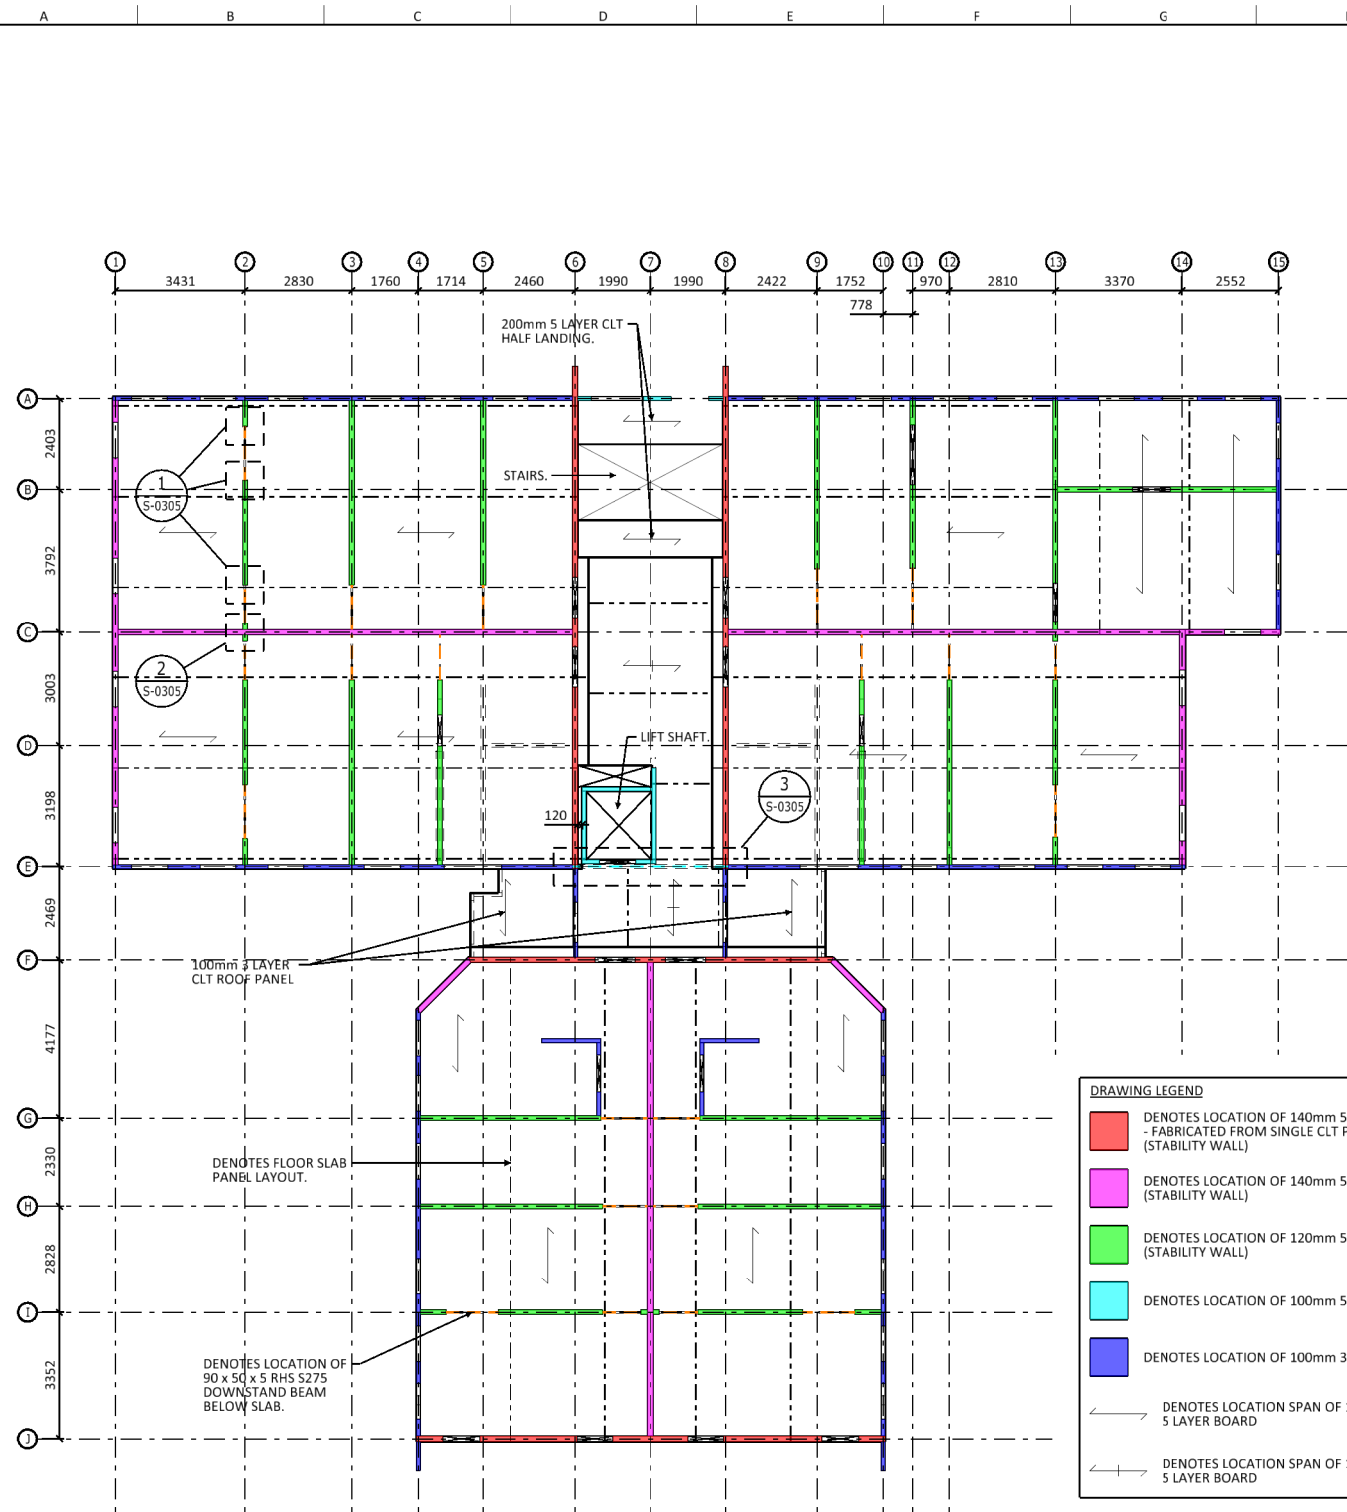 A B C D E F G
1 2 3 4 5 6 7 8 9 10 11 12 13 14 15
3431 2830 1760 1714 2460 1990 1990 2422 1752 970 2810 3370 2552
778
200mm 5 LAYER CLT
HALF LANDING.
A
2403
STAIRS.
B
1
S-0305
3792
C
2
S-0305
3003
LIFT SHAFT.
D
3
S-0305
120
3198
E
2469
F
100mm 3 LAYER
CLT ROOF PANEL
4177
G
DENOTES FLOOR SLAB
PANEL LAYOUT.
2330
H
2828
I
DENOTES LOCATION OF
90 x 50 x 5 RHS S275
DOWNSTAND BEAM
BELOW SLAB.
3352
J
DRAWING LEGEND
DENOTES LOCATION OF 140mm 5
- FABRICATED FROM SINGLE CLT P
(STABILITY WALL)
DENOTES LOCATION OF 140mm 5
(STABILITY WALL)
DENOTES LOCATION OF 120mm 5
(STABILITY WALL)
DENOTES LOCATION OF 100mm 5
DENOTES LOCATION OF 100mm 3
DENOTES LOCATION SPAN OF
5 LAYER BOARD
DENOTES LOCATION SPAN OF
5 LAYER BOARD